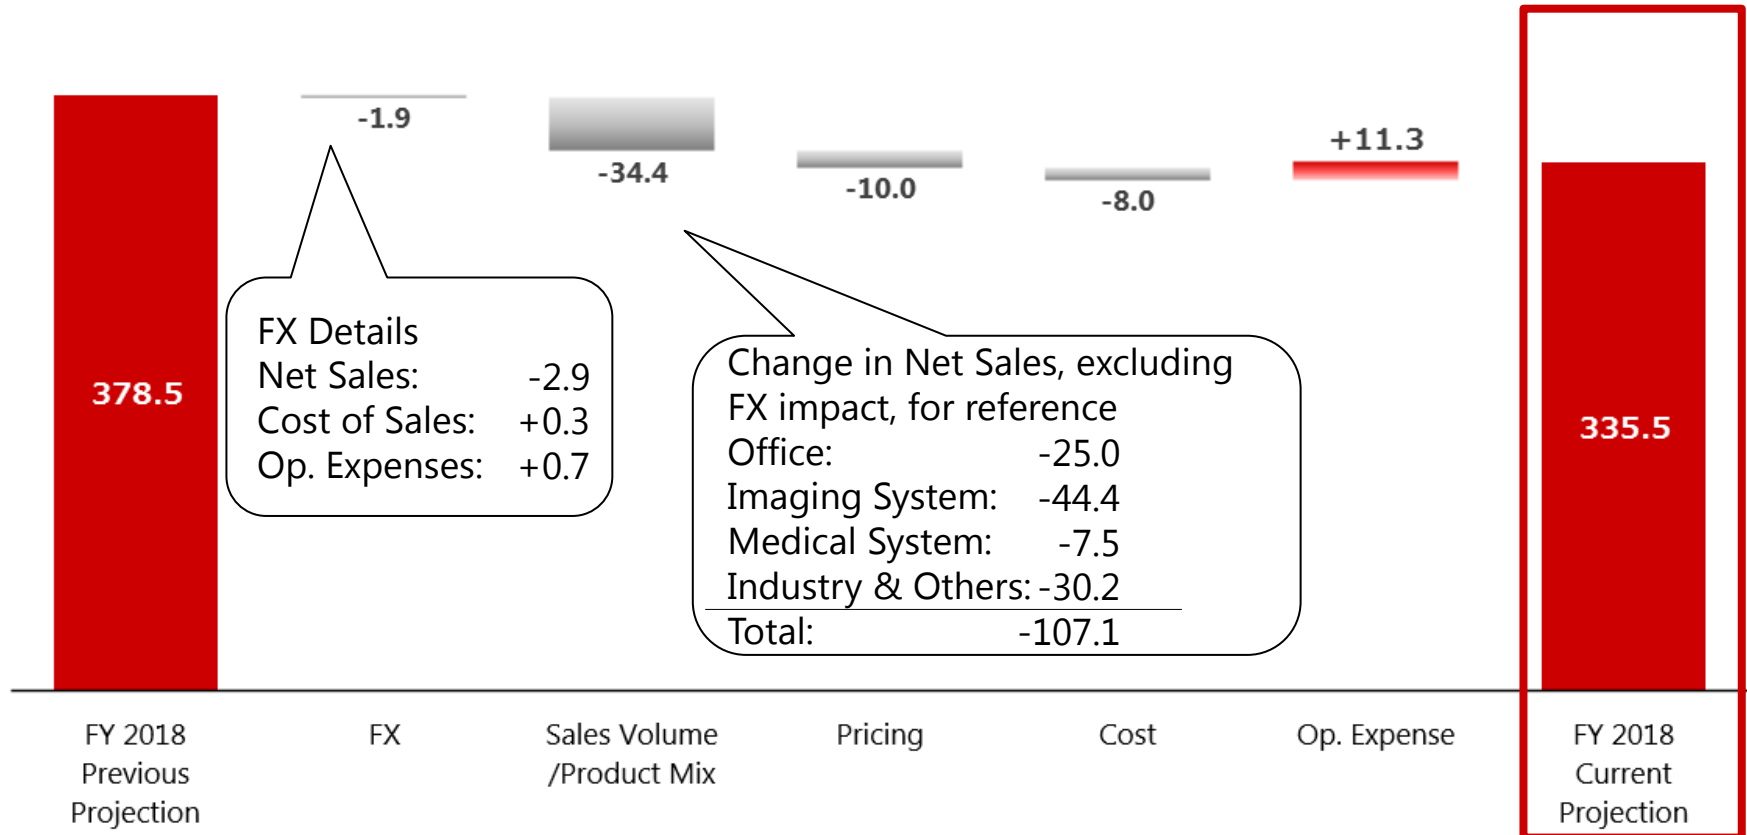 -1.9
-34.4
-10.0
-8.0
+11.3
378.5
335.5
FX Details
Net Sales: -2.9
Cost of Sales: +0.3
Op. Expenses: +0.7
Change in Net Sales, excluding
FX impact, for reference
Office: -25.0
Imaging System: -44.4
Medical System: -7.5
Industry & Others: -30.2
Total: -107.1
FY 2018
Previous
Projection
FX
Sales Volume
/Product Mix
Pricing
Cost
Op. Expense
FY 2018
Current
Projection